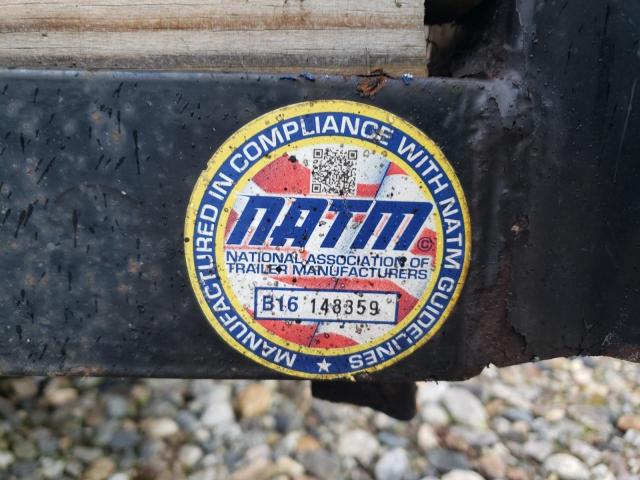 MANUFACTURED IN COMPLIANCE WITH NATM GUIDELINES
NATM
©
NATIONAL ASSOCIATION OF
TRAILER MANUFACTURERS
B16 148359